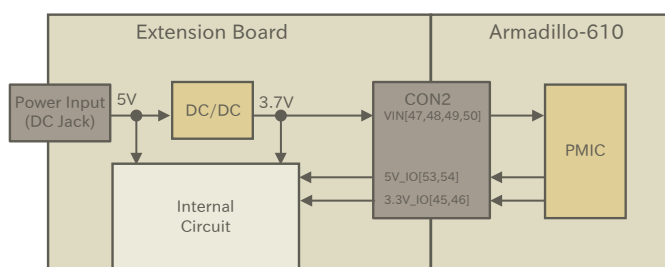 Extension Board
Armadillo-610
Power Input
(DC Jack)
5V
DC/DC
3.7V
CON2
VIN[47,48,49,50]
PMIC
5V_IO[53,54]
3.3V_IO[45,46]
Internal
Circuit